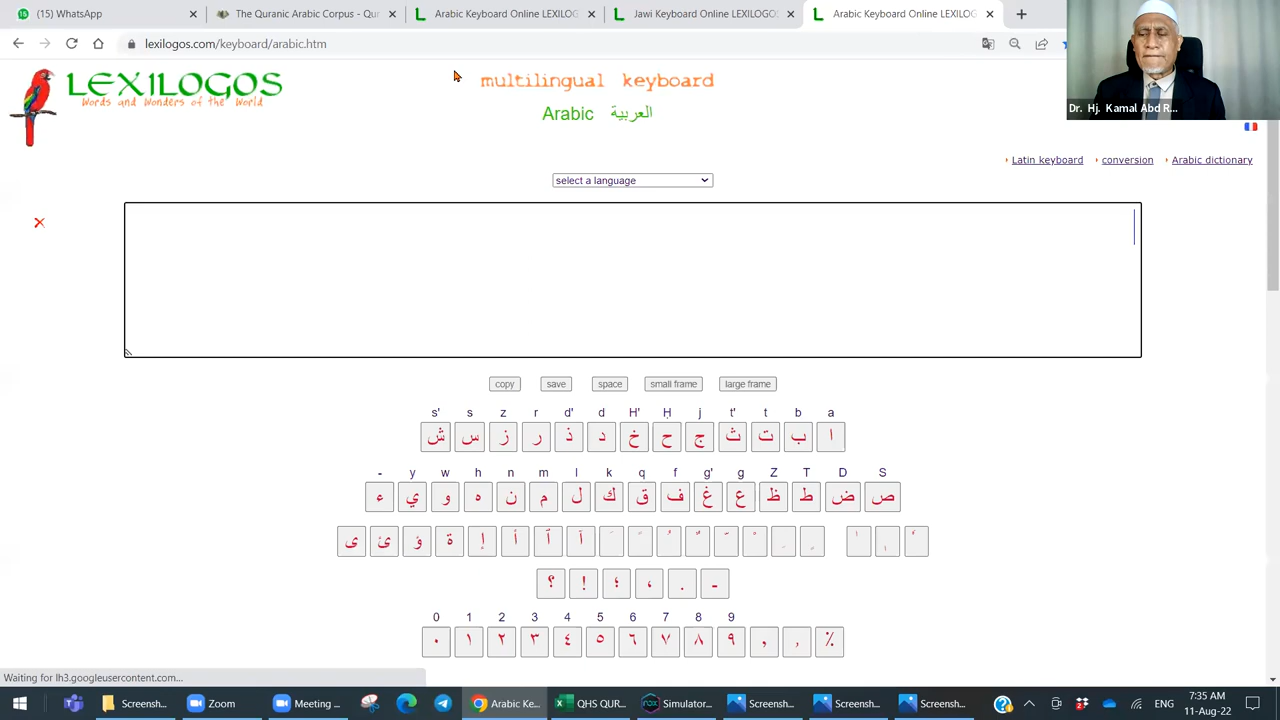 (15) WhatsApp
The Quranic Arabic Corpus - Qur
Arabic Keyboard Online LEXILOG
Jawi Keyboard Online LEXILOGO
Arabic Keyboard Online LEXILOG
lexilogos.com/keyboard/arabic.htm
LEXILOGOS
Words and Wonders of the World
multilingual keyboard
Arabic العربية
Dr. Hj. Kamal Abd R...
Latin keyboard
conversion
Arabic dictionary
select a language
copy save space small frame large frame
s' s z r d' d H' Ḥ j t' t b a
ش س ز ر ذ د خ ح ج ث ت ب ا
- y w h n m l k q f g' g Z T D S
ء ي و ه ن م ل ك ق ف غ ع ظ ط ض ص
ى ئ ؤ ة إ أ ٱ آ
؟ ! ؛ ، . -
0 1 2 3 4 5 6 7 8 9
٠ ١ ٢ ٣ ٤ ٥ ٦ ٧ ٨ ٩ ٪
Waiting for lh3.googleusercontent.com...
Screensh...
Zoom
Meeting ...
Arabic Ke...
QHS QUR...
Simulator...
Screensh...
Screensh...
Screensh...
ENG
7:35 AM
11-Aug-22